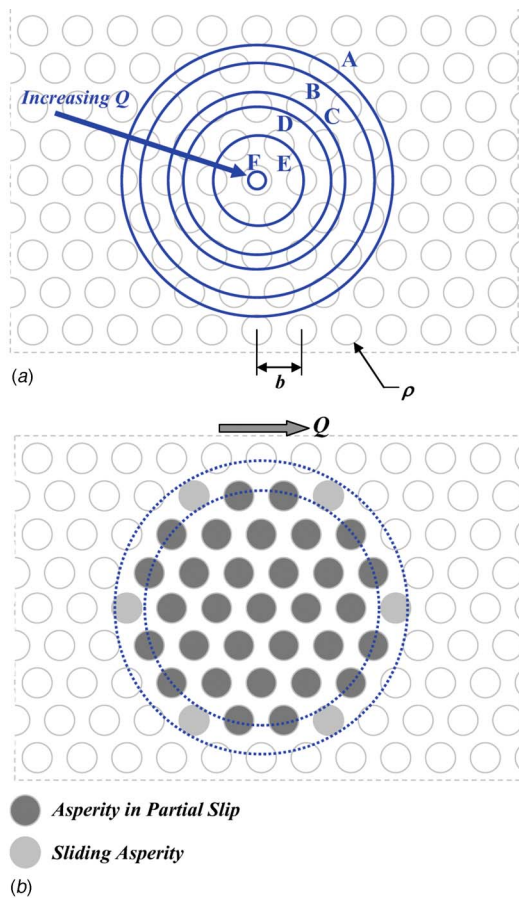 A
Increasing Q
B
C
D
F E
b
ρ
(a)
Q
Asperity in Partial Slip
Sliding Asperity
(b)